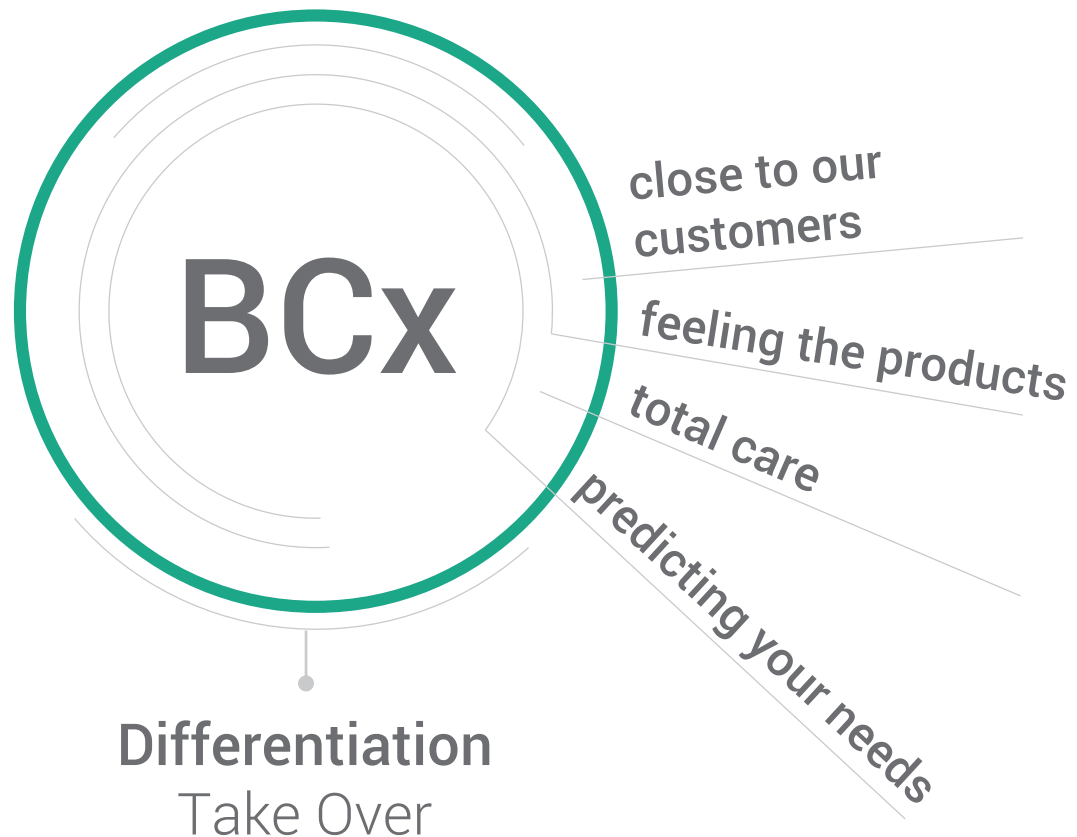 BCx
close to our
customers
feeling the products
total care
predicting your needs
Differentiation
Take Over